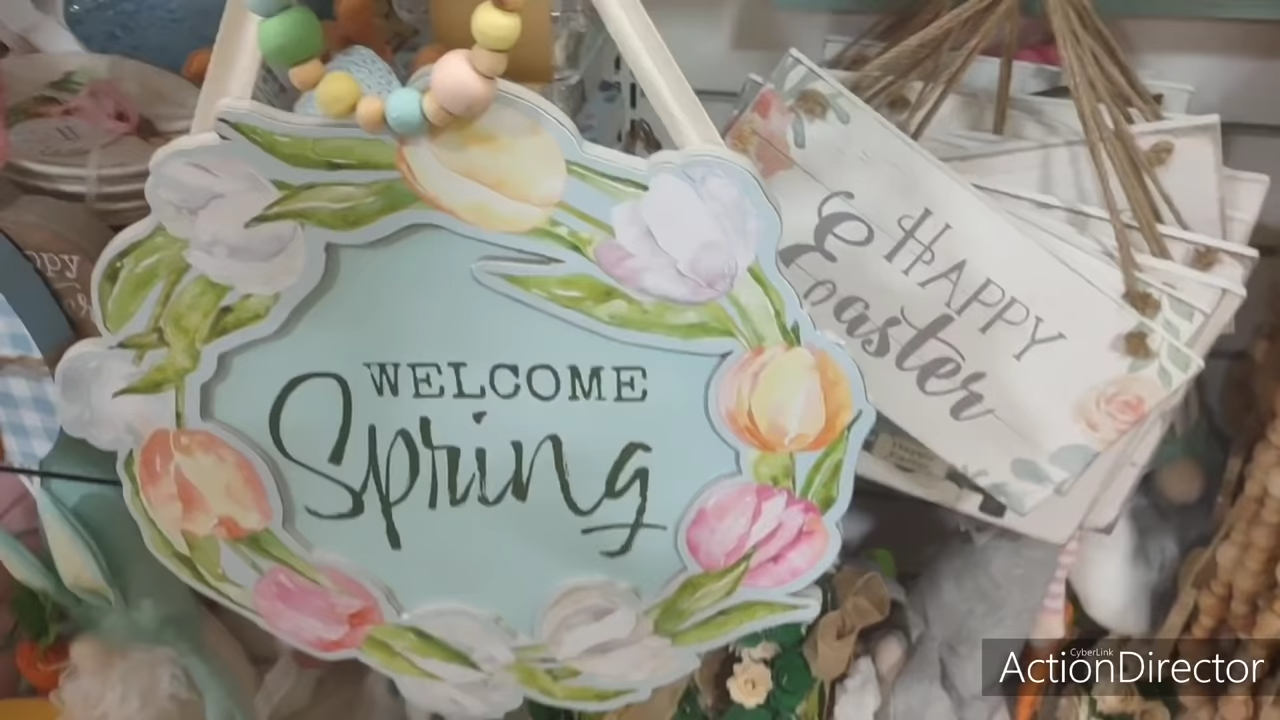 WELCOME
Spring
HAPPY
Easter
CyberLink
ActionDirector